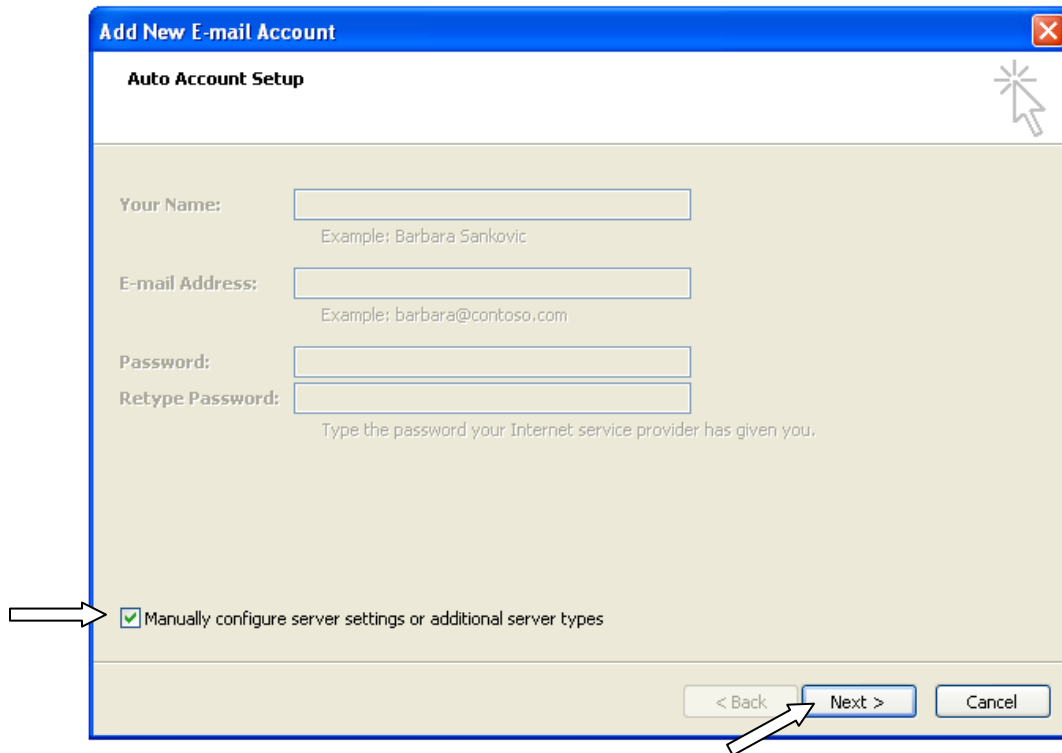 Add New E-mail Account
Auto Account Setup
Your Name:
Example: Barbara Sankovic
E-mail Address:
Example: barbara@contoso.com
Password:
Retype Password:
Type the password your Internet service provider has given you.
Manually configure server settings or additional server types
< Back Next > Cancel